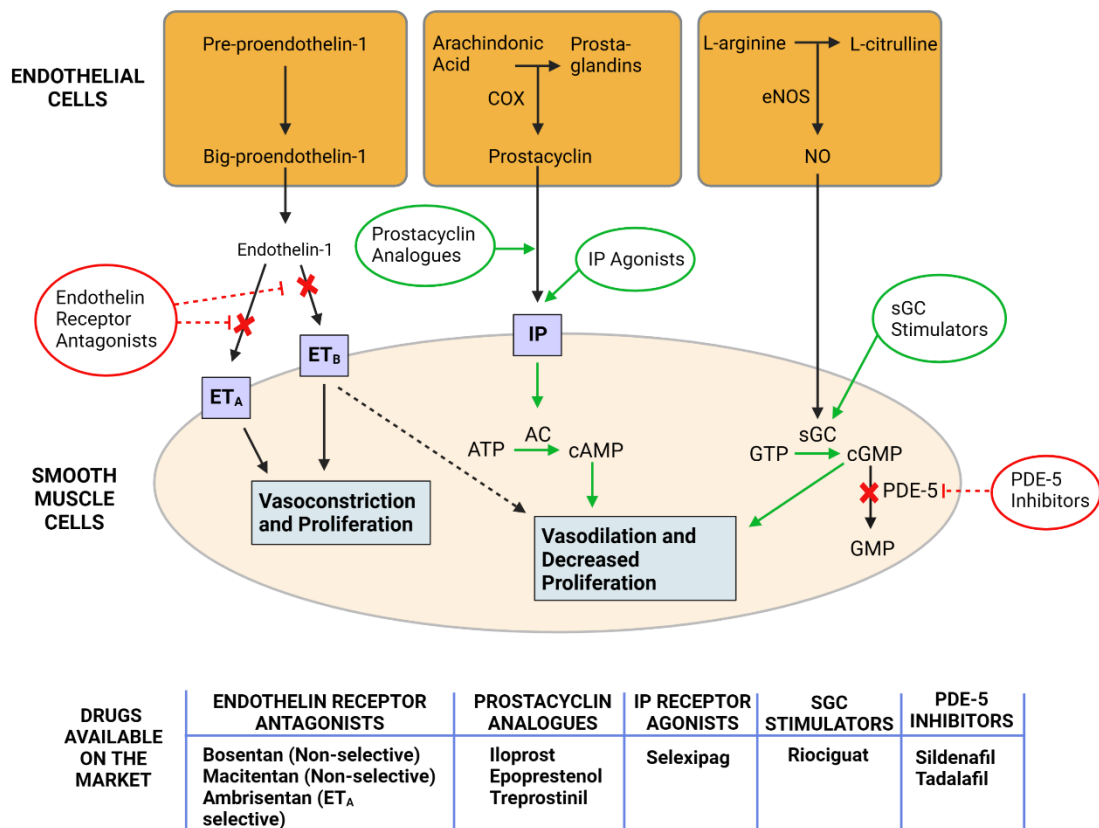 ENDOTHELIAL
CELLS
Pre-proendothelin-1
Big-proendothelin-1
Arachindonic
Acid
Prosta-
glandins
COX
Prostacyclin
L-arginine
L-citrulline
eNOS
NO
Endothelin-1
Prostacyclin
Analogues
IP Agonists
Endothelin
Receptor
Antagonists
sGC
Stimulators
IP
ETB
ETA
ATP
AC
cAMP
sGC
GTP
cGMP
PDE-5
GMP
PDE-5
Inhibitors
SMOOTH
MUSCLE
CELLS
Vasoconstriction
and Proliferation
Vasodilation and
Decreased
Proliferation
DRUGS
AVAILABLE
ON THE
MARKET
ENDOTHELIN RECEPTOR
ANTAGONISTS
Bosentan (Non-selective)
Macitentan (Non-selective)
Ambrisentan (ETA
selective)
PROSTACYCLIN
ANALOGUES
Iloprost
Epoprestenol
Treprostinil
IP RECEPTOR
AGONISTS
Selexipag
SGC
STIMULATORS
Riociguat
PDE-5
INHIBITORS
Sildenafil
Tadalafil